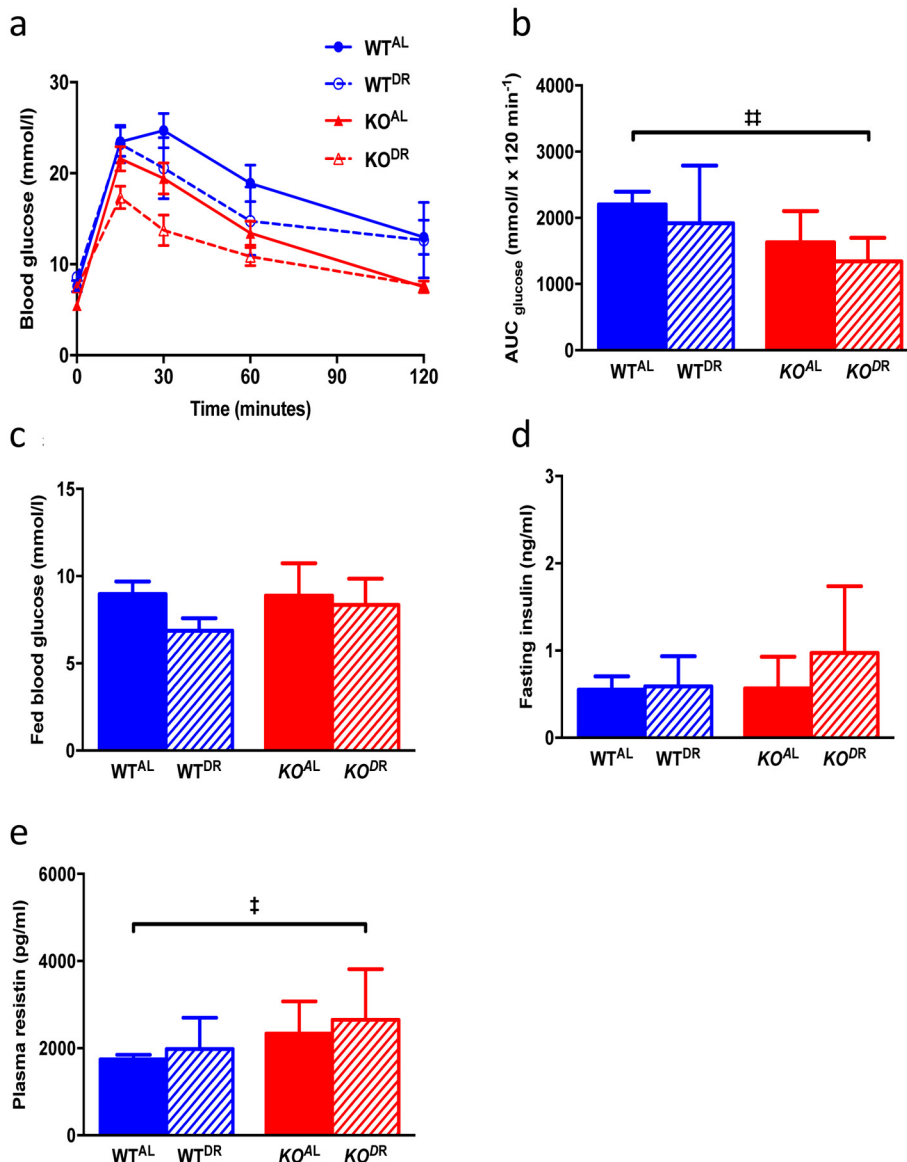 a
WT^AL
WT^DR
KO^AL
KO^DR
Blood glucose (mmol/l)
30
20
10
0
0 30 60 90 120
Time (minutes)
b
AUC glucose (mmol/l x 120 min⁻¹)
4000
3000
2000
1000
0
‡‡
WT^AL WT^DR KO^AL KO^DR
c
Fed blood glucose (mmol/l)
15
10
5
0
WT^AL WT^DR KO^AL KO^DR
d
Fasting insulin (ng/ml)
3
2
1
0
WT^AL WT^DR KO^AL KO^DR
e
Plasma resistin (pg/ml)
6000
4000
2000
0
‡
WT^AL WT^DR KO^AL KO^DR